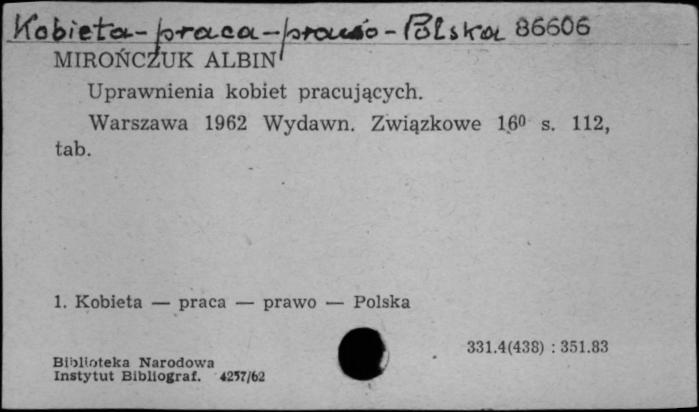 Kobieta-praca-prawo-Polska 86606
MIROŃCZUK ALBIN
Uprawnienia kobiet pracujących.
Warszawa 1962 Wydawn. Związkowe 16⁰ s. 112,
tab.
1. Kobieta — praca — prawo — Polska
331.4(438) : 351.83
Biblioteka Narodowa
Instytut Bibliograf. 4257/62